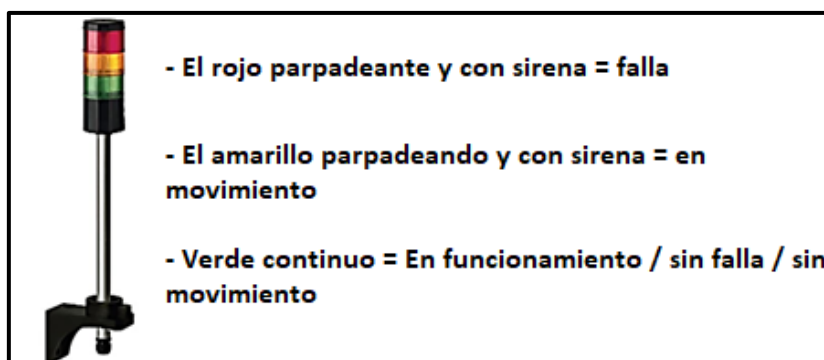 - El rojo parpadeante y con sirena = falla
- El amarillo parpadeando y con sirena = en
movimiento
- Verde continuo = En funcionamiento / sin falla / sin
movimiento